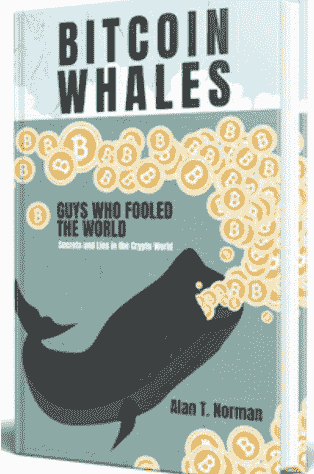 BITCOIN
WHALES
GUYS WHO FOOLED
THE WORLD
Secrets and Lies in the Crypto World
Alan T. Norman